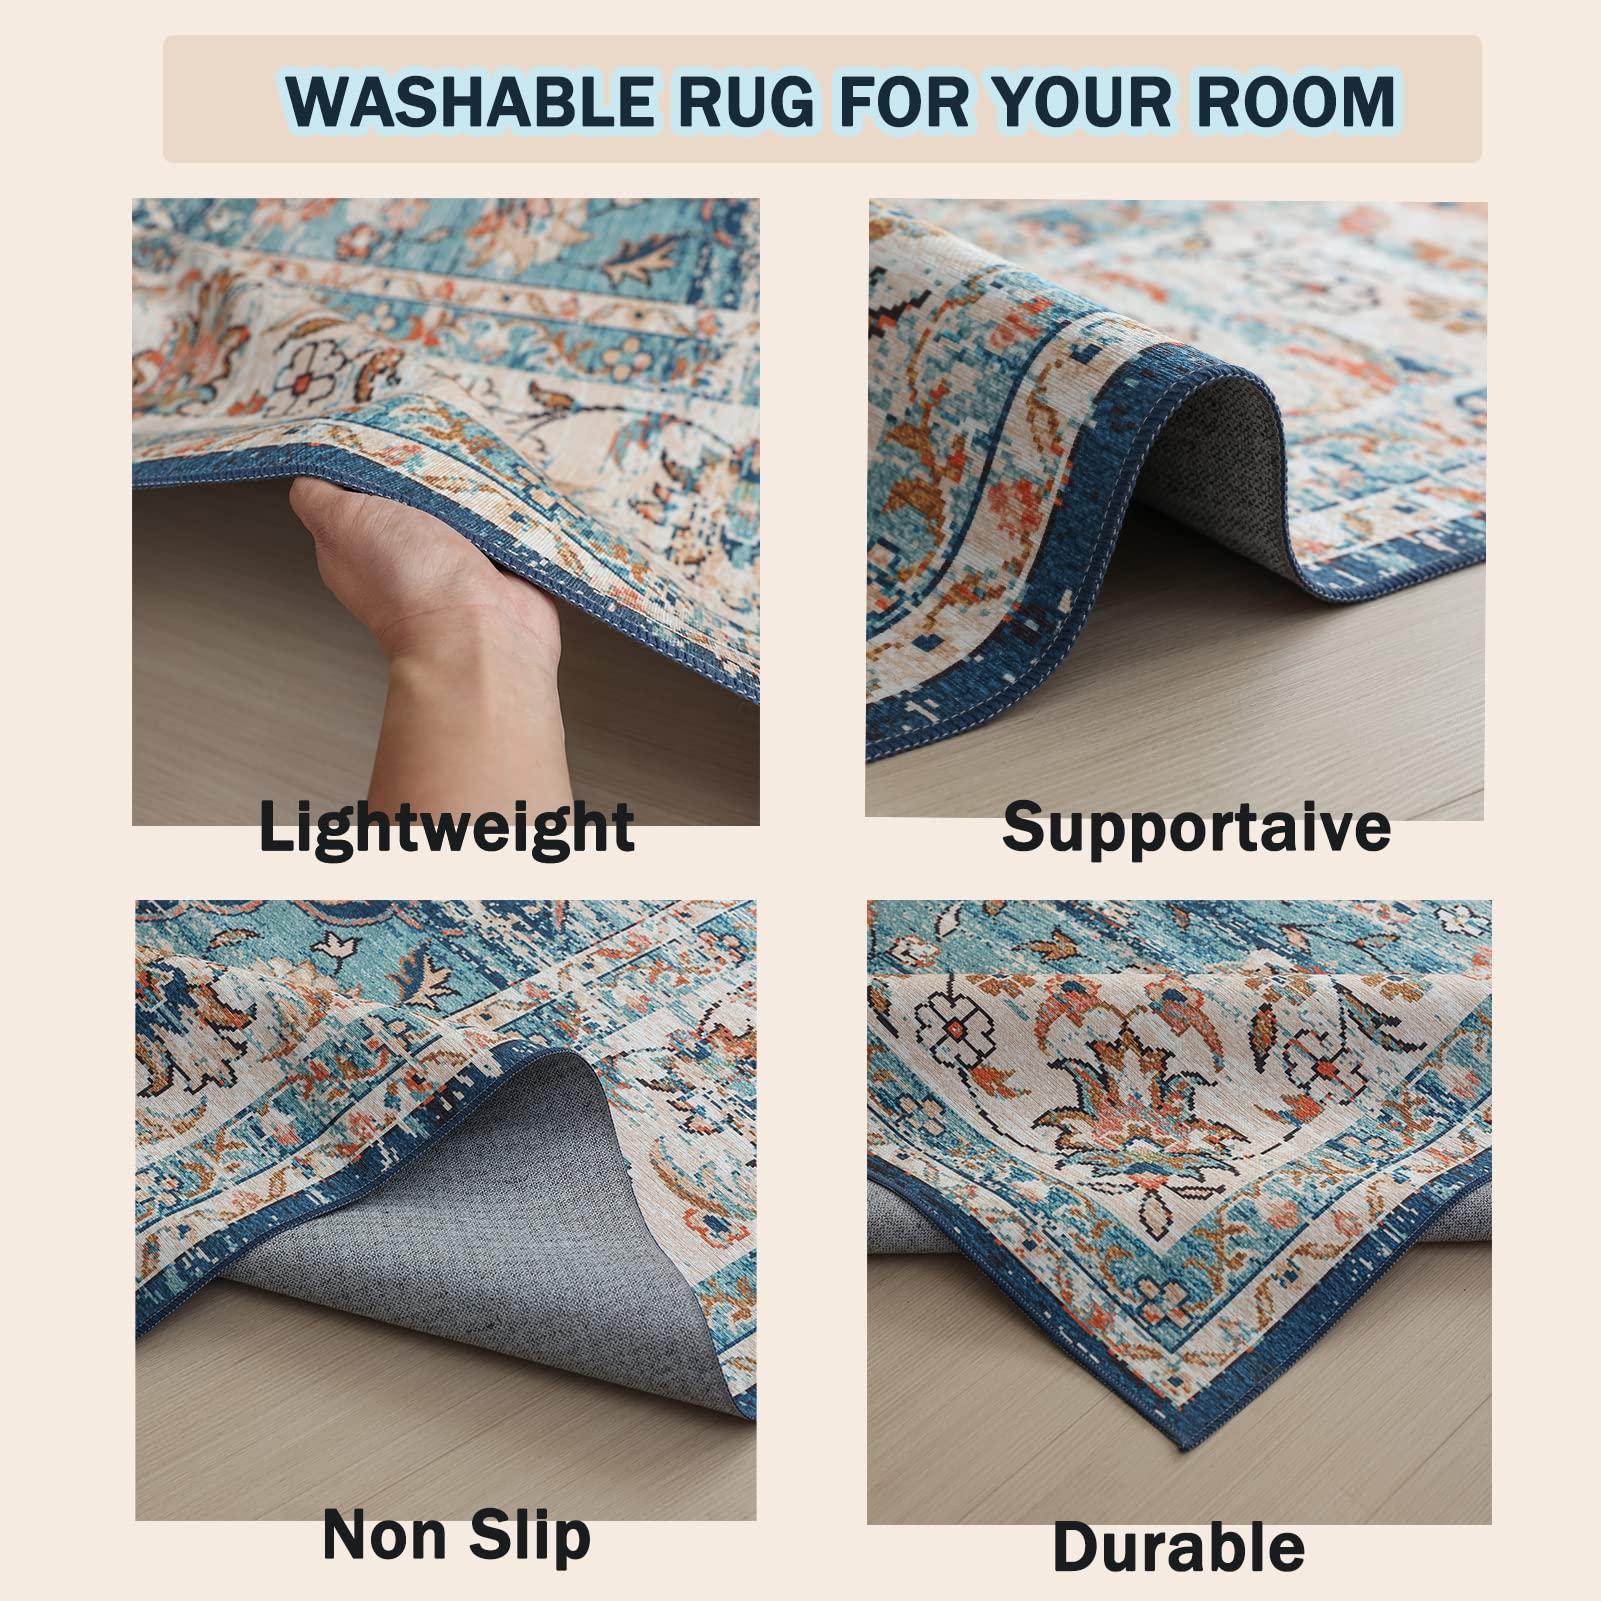 WASHABLE RUG FOR YOUR ROOM
Lightweight
Supportaive
Non Slip
Durable